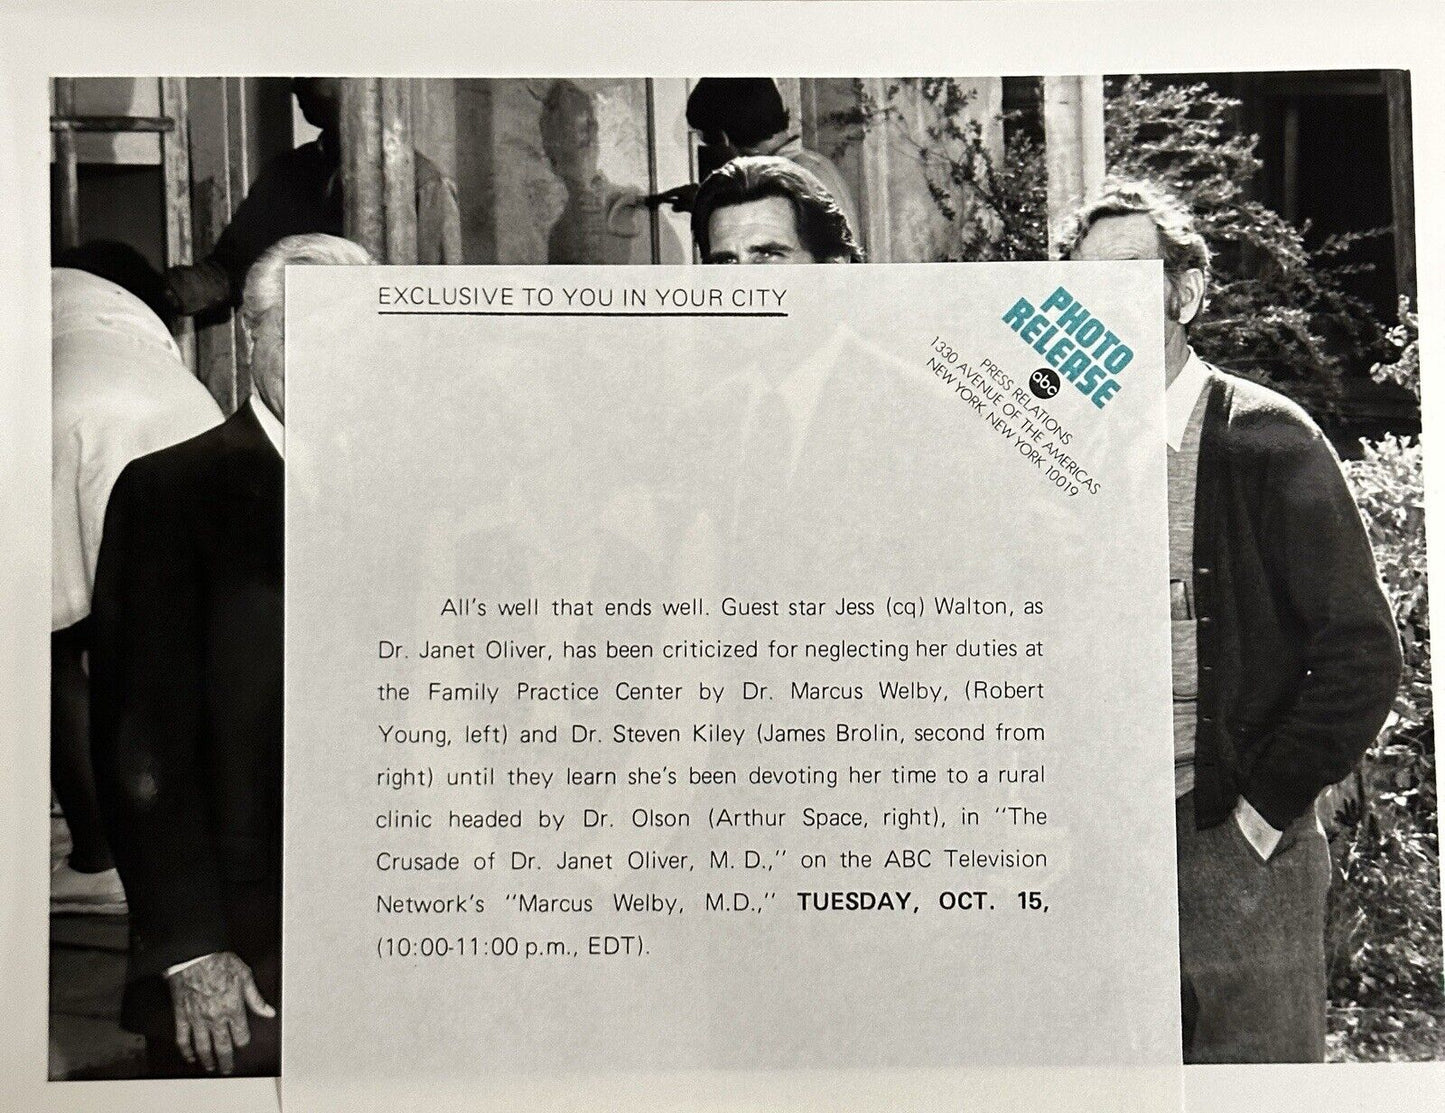 EXCLUSIVE TO YOU IN YOUR CITY
PHOTO
RELEASE
abc
PRESS RELATIONS
1330 AVENUE OF THE AMERICAS
NEW YORK, NEW YORK 10019
All's well that ends well. Guest star Jess (cq) Walton, as
Dr. Janet Oliver, has been criticized for neglecting her duties at
the Family Practice Center by Dr. Marcus Welby, (Robert
Young, left) and Dr. Steven Kiley (James Brolin, second from
right) until they learn she's been devoting her time to a rural
clinic headed by Dr. Olson (Arthur Space, right), in "The
Crusade of Dr. Janet Oliver, M. D.," on the ABC Television
Network's "Marcus Welby, M.D.," TUESDAY, OCT. 15,
(10:00-11:00 p.m., EDT).